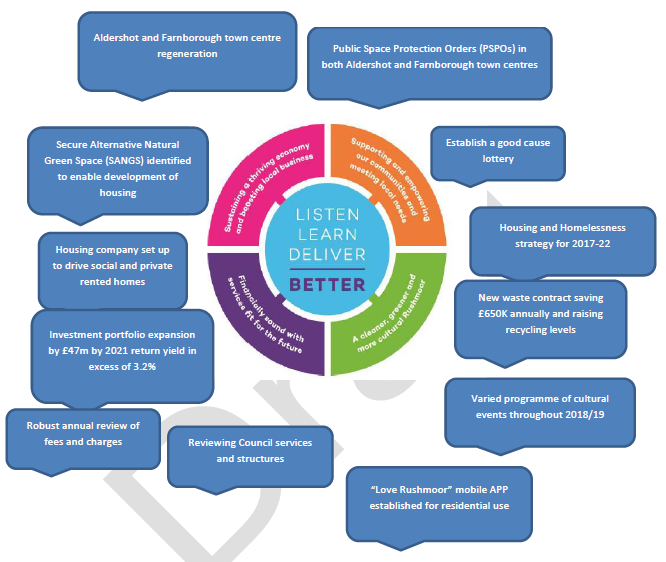 Aldershot and Farnborough town centre
regeneration
Public Space Protection Orders (PSPOs) in
both Aldershot and Farnborough town centres
Secure Alternative Natural
Green Space (SANGS) identified
to enable development of
housing
Establish a good cause
lottery
Sustaining a thriving economy
and boosting local business
Supporting and empowering
our communities and
meeting local needs
LISTEN
LEARN
DELIVER
BETTER
Financially sound with
services fit for the future
A cleaner, greener and
more cultural Rushmoor
Housing company set up
to drive social and private
rented homes
Housing and Homelessness
strategy for 2017-22
Investment portfolio expansion
by £47m by 2021 return yield in
excess of 3.2%
New waste contract saving
£650K annually and raising
recycling levels
Robust annual review of
fees and charges
Varied programme of cultural
events throughout 2018/19
Reviewing Council services
and structures
“Love Rushmoor” mobile APP
established for residential use